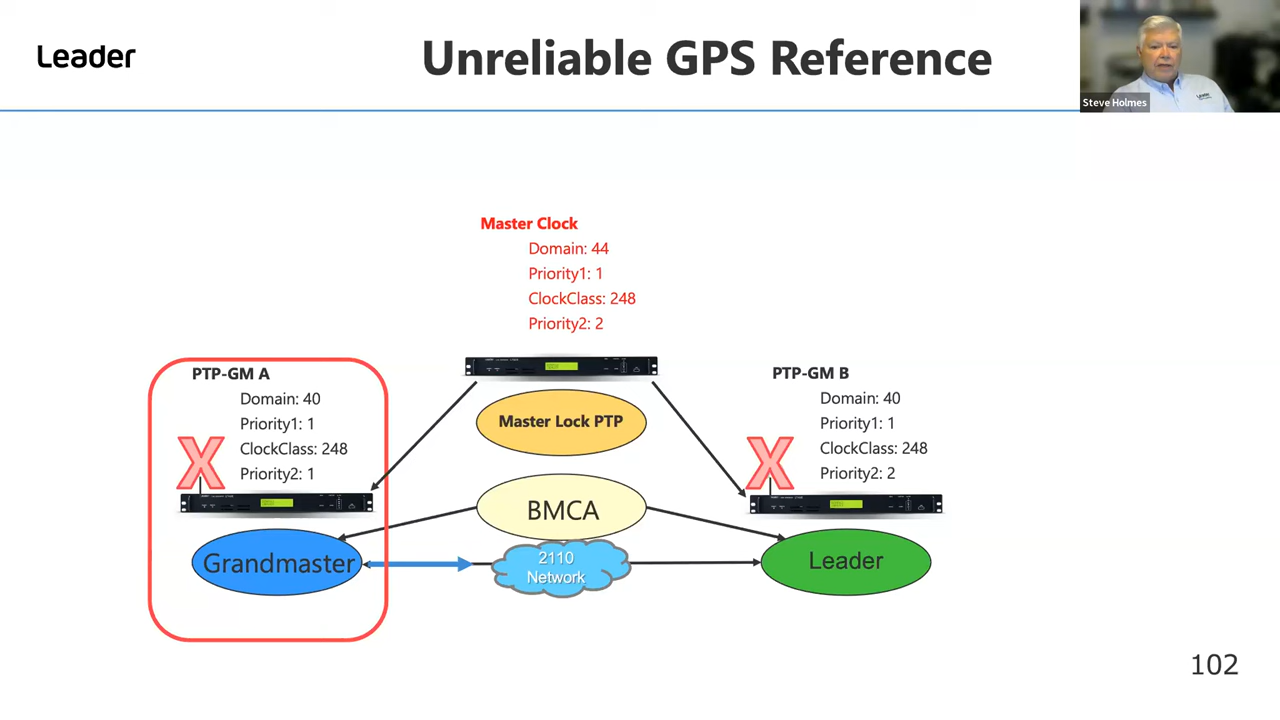 Leader
Unreliable GPS Reference
Steve Holmes
Master Clock
Domain: 44
Priority1: 1
ClockClass: 248
Priority2: 2
PTP-GM A
Domain: 40
Priority1: 1
ClockClass: 248
Priority2: 1
X
Grandmaster
Master Lock PTP
BMCA
2110
Network
PTP-GM B
Domain: 40
Priority1: 1
ClockClass: 248
Priority2: 2
X
Leader
102